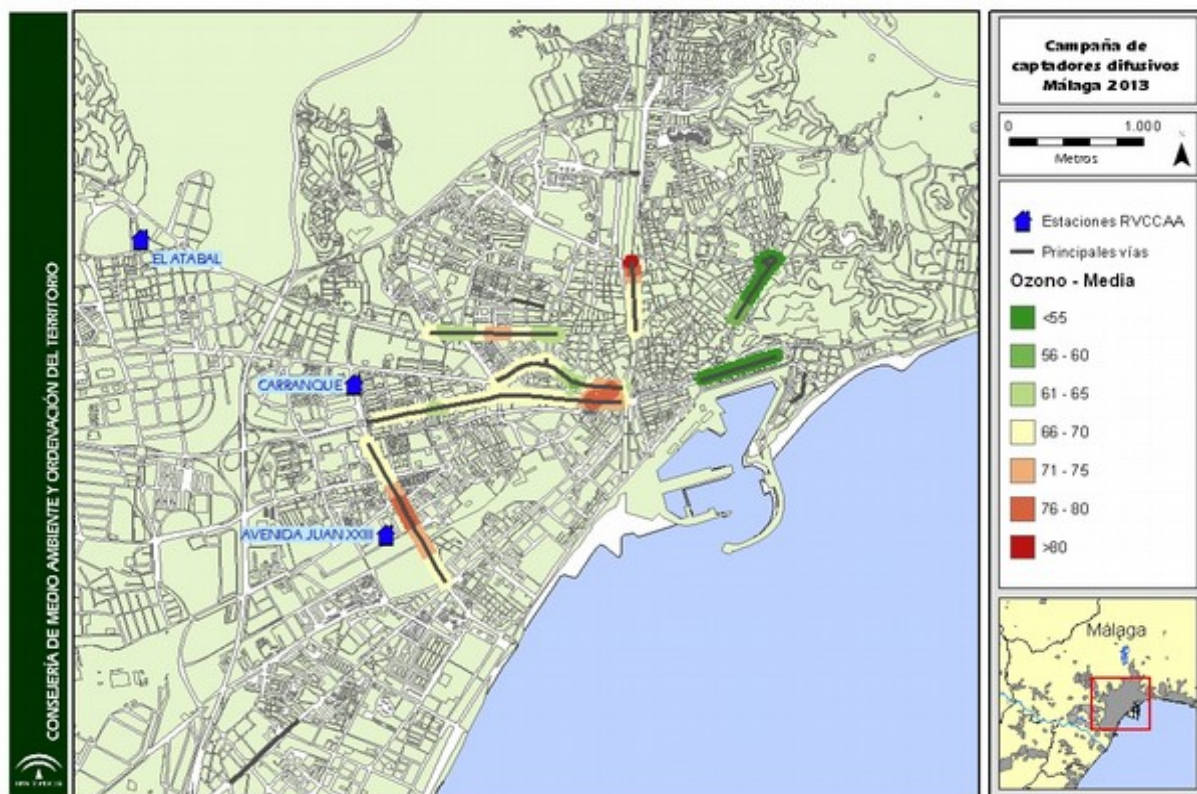 CONSEJERÍA DE MEDIO AMBIENTE Y ORDENACIÓN DEL TERRITORIO
EL ATABAL
CARRANQUE
AVENIDA JUAN XXIII
Campaña de
captadores difusivos
Málaga 2013
0 1.000
Metros
N
Estaciones RVCCAA
Principales vías
Ozono - Media
<55
56 - 60
61 - 65
66 - 70
71 - 75
76 - 80
>80
Málaga